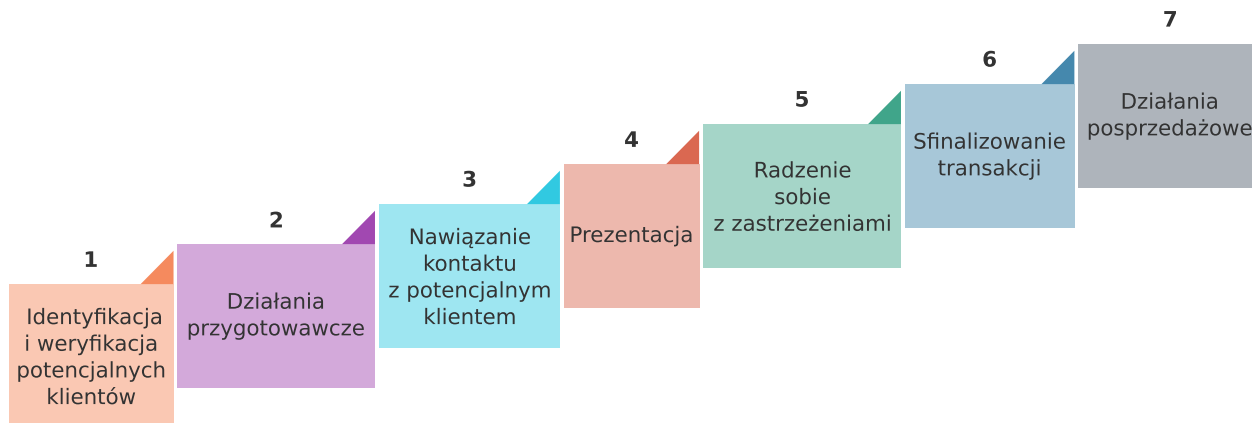 1
Identyfikacja
i weryfikacja
potencjalnych
klientów
2
Działania
przygotowawcze
3
Nawiązanie
kontaktu
z potencjalnym
klientem
4
Prezentacja
5
Radzenie
sobie
z zastrzeżeniami
6
Sfinalizowanie
transakcji
7
Działania
posprzedażowe